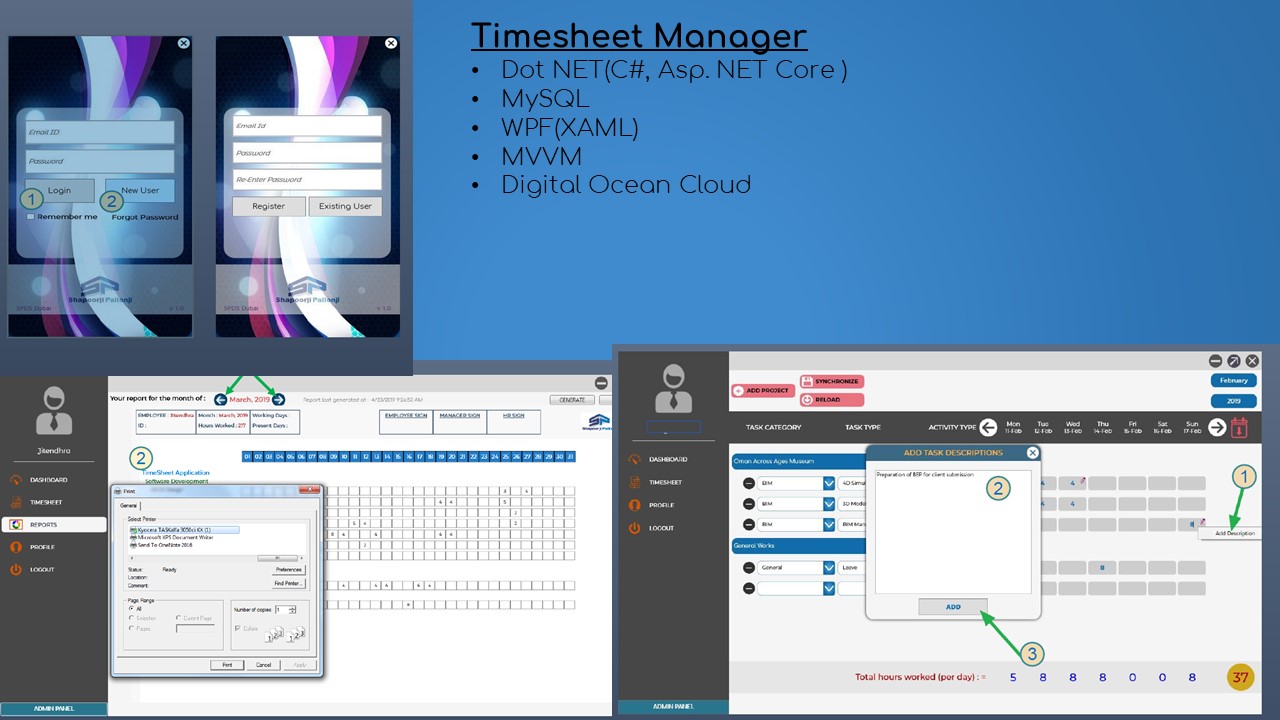 Timesheet Manager
• Dot NET(C#, Asp. NET Core )
• MySQL
• WPF(XAML)
• MVVM
• Digital Ocean Cloud
Email ID
Password
Login
New User
1
2
Remember me
Forgot Password
Shapoorji Pallonji
SPDS Dubai
v 1.0
Email Id
Password
Re-Enter Password
Register
Existing User
Shapoorji Pallonji
SPDS Dubai
v 1.0
Your report for the month of :
March, 2019
Report last generated at : 4/23/2019 9:24:52 AM
GENERATE
EMPLOYEE : Jitendhra
ID :
Month : March, 2019
Hours Worked : 217
Working Days :
Present Days :
EMPLOYEE SIGN
MANAGER SIGN
HR SIGN
Jitendhra
DASHBOARD
TIMESHEET
REPORTS
PROFILE
LOGOUT
ADMIN PANEL
2
01 02 03 04 05 06 07 08 09 10 11 12 13 14 15 16 17 18 19 20 21 22 23 24 25 26 27 28 29 30 31
TimeSheet Application
Software Development
Print
General
Select Printer
Kyocera TASKalfa 3050ci KX (1)
Microsoft XPS Document Writer
Send To OneNote 2016
Status: Ready
Location:
Comment:
Preferences
Find Printer...
Page Range
All
Selection
Current Page
Pages:
Number of copies: 1
Collate
Print
Cancel
Apply
DASHBOARD
TIMESHEET
PROFILE
LOGOUT
ADMIN PANEL
ADD PROJECT
SYNCHRONIZE
RELOAD
February
2019
TASK CATEGORY
TASK TYPE
ACTIVITY TYPE
Mon Tue Wed Thu Fri Sat Sun
11-Feb 12-Feb 13-Feb 14-Feb 15-Feb 16-Feb 17-Feb
Oman Across Ages Museum
BIM
4D Simul
4 4
BIM
3D Model
4 4
BIM
BIM Man
8
General Works
General
Leave
8
ADD TASK DESCRIPTIONS
Preparation of BEP for client submission
2
ADD
3
1
Add Description
Total hours worked (per day) : = 5 8 8 8 0 0 8 37